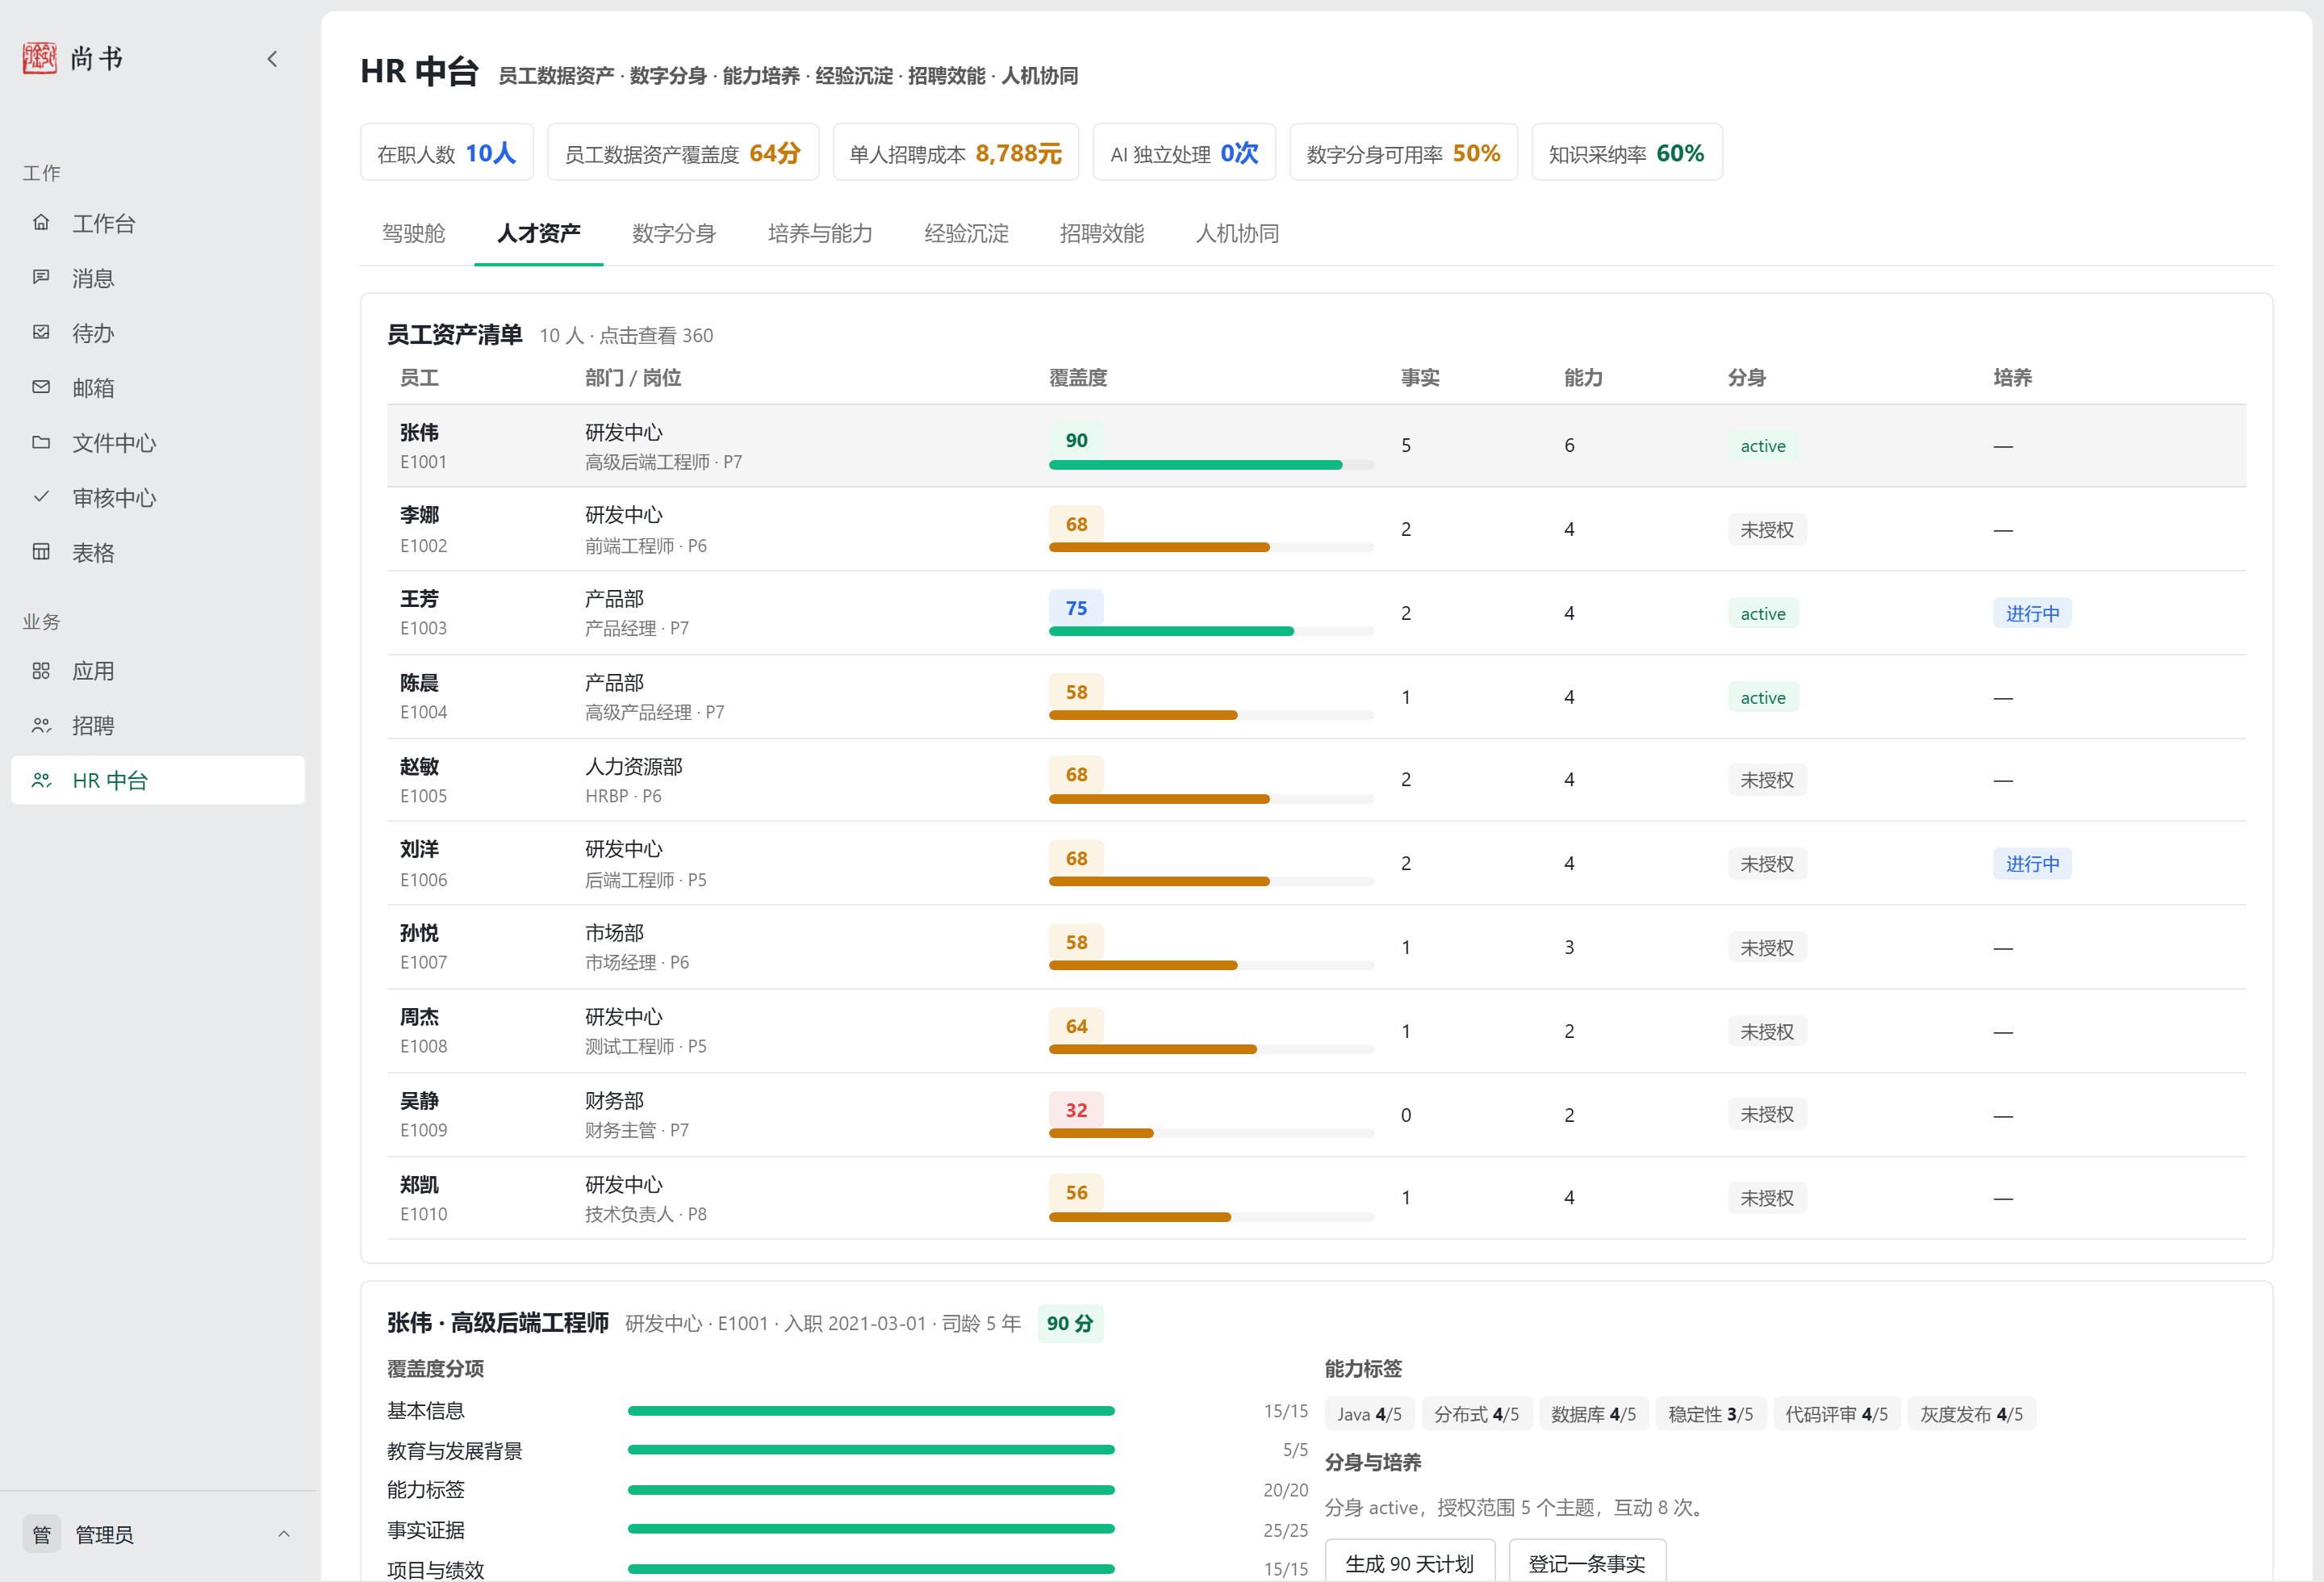 尚书
工作
工作台
消息
待办
邮箱
文件中心
审核中心
表格
业务
应用
招聘
HR 中台
管 管理员
HR 中台 员工数据资产 · 数字分身 · 能力培养 · 经验沉淀 · 招聘效能 · 人机协同
在职人数 10人 员工数据资产覆盖度 64分 单人招聘成本 8,788元 AI 独立处理 0次 数字分身可用率 50% 知识采纳率 60%
驾驶舱 人才资产 数字分身 培养与能力 经验沉淀 招聘效能 人机协同
员工资产清单 10 人 · 点击查看 360
员工 部门 / 岗位 覆盖度 事实 能力 分身 培养
张伟 研发中心 90 5 6 active —
E1001 高级后端工程师 · P7
李娜 研发中心 68 2 4 未授权 —
E1002 前端工程师 · P6
王芳 产品部 75 2 4 active 进行中
E1003 产品经理 · P7
陈晨 产品部 58 1 4 active —
E1004 高级产品经理 · P7
赵敏 人力资源部 68 2 4 未授权 —
E1005 HRBP · P6
刘洋 研发中心 68 2 4 未授权 进行中
E1006 后端工程师 · P5
孙悦 市场部 58 1 3 未授权 —
E1007 市场经理 · P6
周杰 研发中心 64 1 2 未授权 —
E1008 测试工程师 · P5
吴静 财务部 32 0 2 未授权 —
E1009 财务主管 · P7
郑凯 研发中心 56 1 4 未授权 —
E1010 技术负责人 · P8
张伟 · 高级后端工程师 研发中心 · E1001 · 入职 2021-03-01 · 司龄 5 年 90 分
覆盖度分项
基本信息 15/15
教育与发展背景 5/5
能力标签 20/20
事实证据 25/25
项目与绩效 15/15
能力标签
Java 4/5 分布式 4/5 数据库 4/5 稳定性 3/5 代码评审 4/5 灰度发布 4/5
分身与培养
分身 active，授权范围 5 个主题，互动 8 次。
生成 90 天计划 登记一条事实